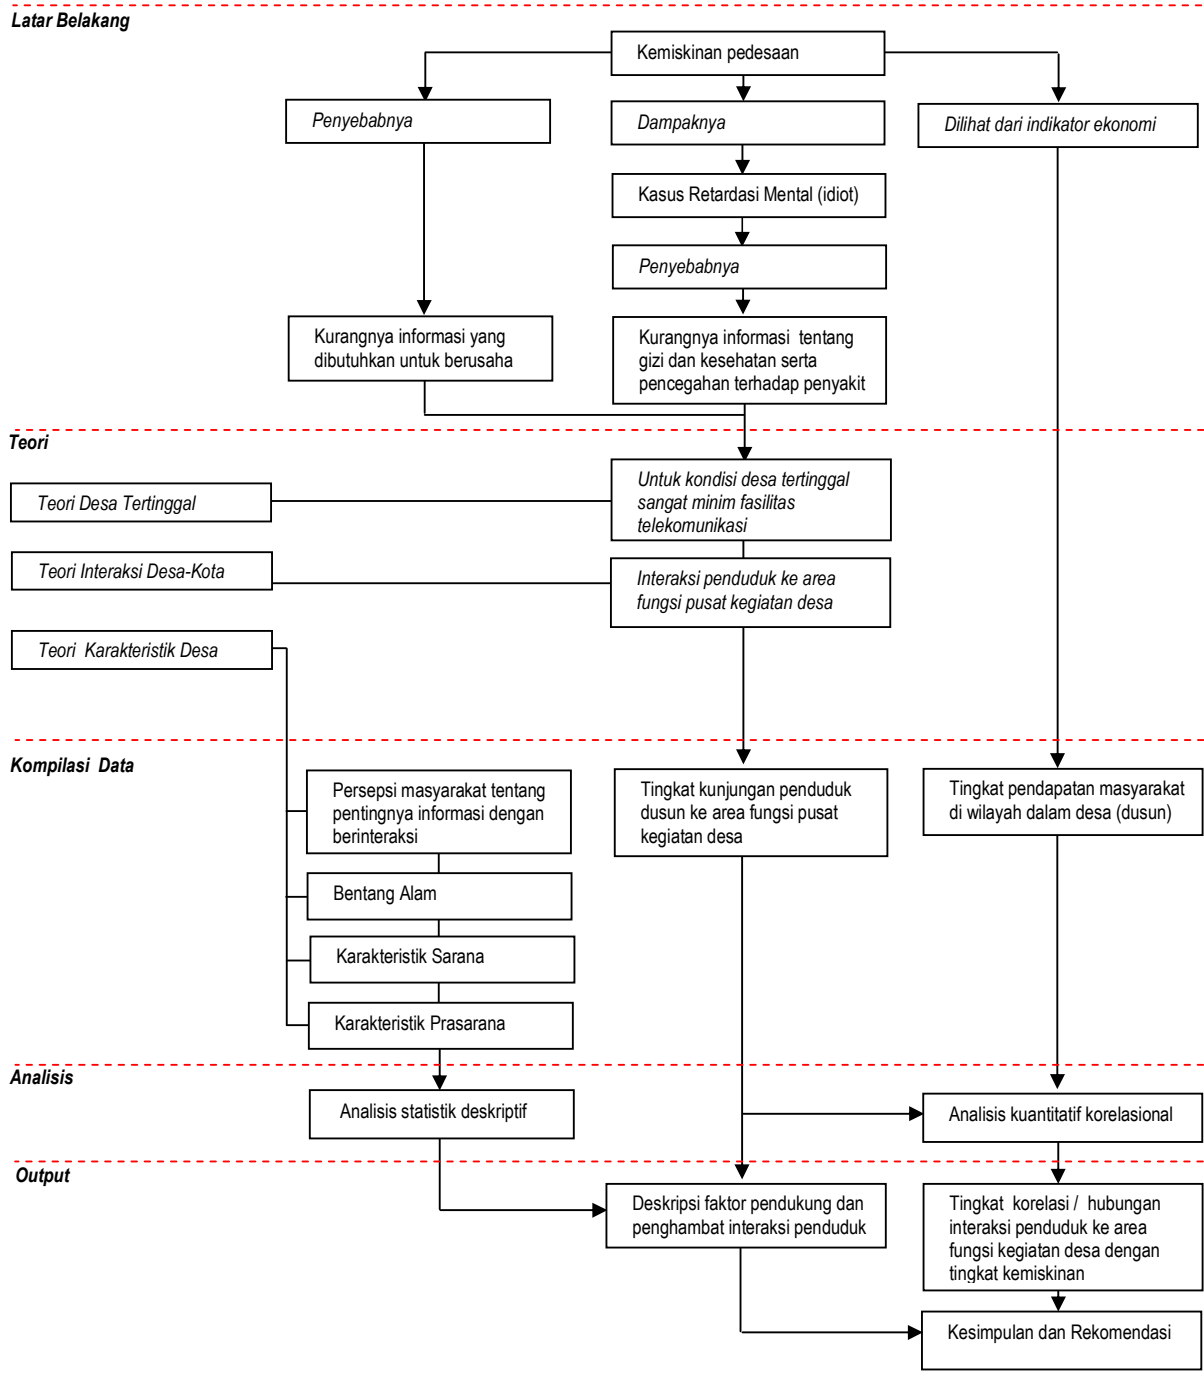 Latar Belakang
Kemiskinan pedesaan
Penyebabnya
Dampaknya
Dilihat dari indikator ekonomi
Kasus Retardasi Mental (idiot)
Penyebabnya
Kurangnya informasi yang
dibutuhkan untuk berusaha
Kurangnya informasi tentang
gizi dan kesehatan serta
pencegahan terhadap penyakit
Teori
Teori Desa Tertinggal
Untuk kondisi desa tertinggal
sangat minim fasilitas
telekomunikasi
Teori Interaksi Desa-Kota
Interaksi penduduk ke area
fungsi pusat kegiatan desa
Teori Karakteristik Desa
Kompilasi Data
Persepsi masyarakat tentang
pentingnya informasi dengan
berinteraksi
Tingkat kunjungan penduduk
dusun ke area fungsi pusat
kegiatan desa
Tingkat pendapatan masyarakat
di wilayah dalam desa (dusun)
Bentang Alam
Karakteristik Sarana
Karakteristik Prasarana
Analisis
Analisis statistik deskriptif
Analisis kuantitatif korelasional
Output
Deskripsi faktor pendukung dan
penghambat interaksi penduduk
Tingkat korelasi / hubungan
interaksi penduduk ke area
fungsi kegiatan desa dengan
tingkat kemiskinan
Kesimpulan dan Rekomendasi